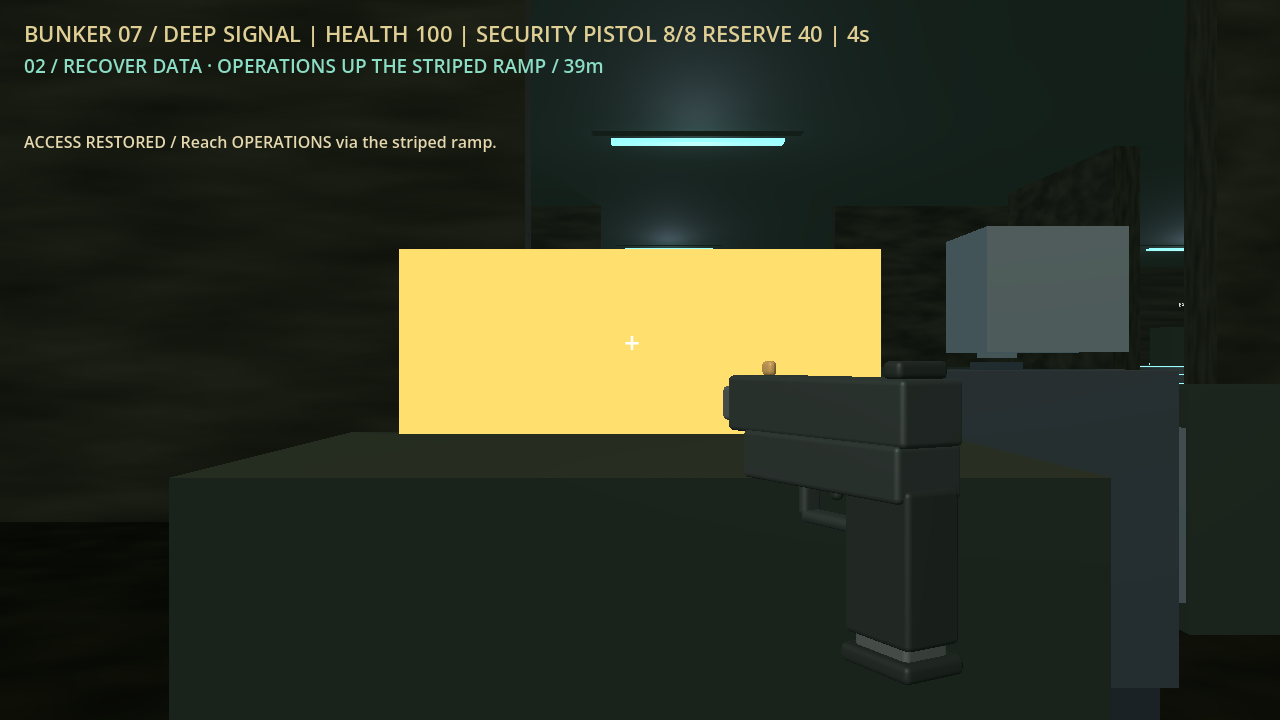 BUNKER 07 / DEEP SIGNAL | HEALTH 100 | SECURITY PISTOL 8/8 RESERVE 40 | 4s
02 / RECOVER DATA · OPERATIONS UP THE STRIPED RAMP / 39m
ACCESS RESTORED / Reach OPERATIONS via the striped ramp.